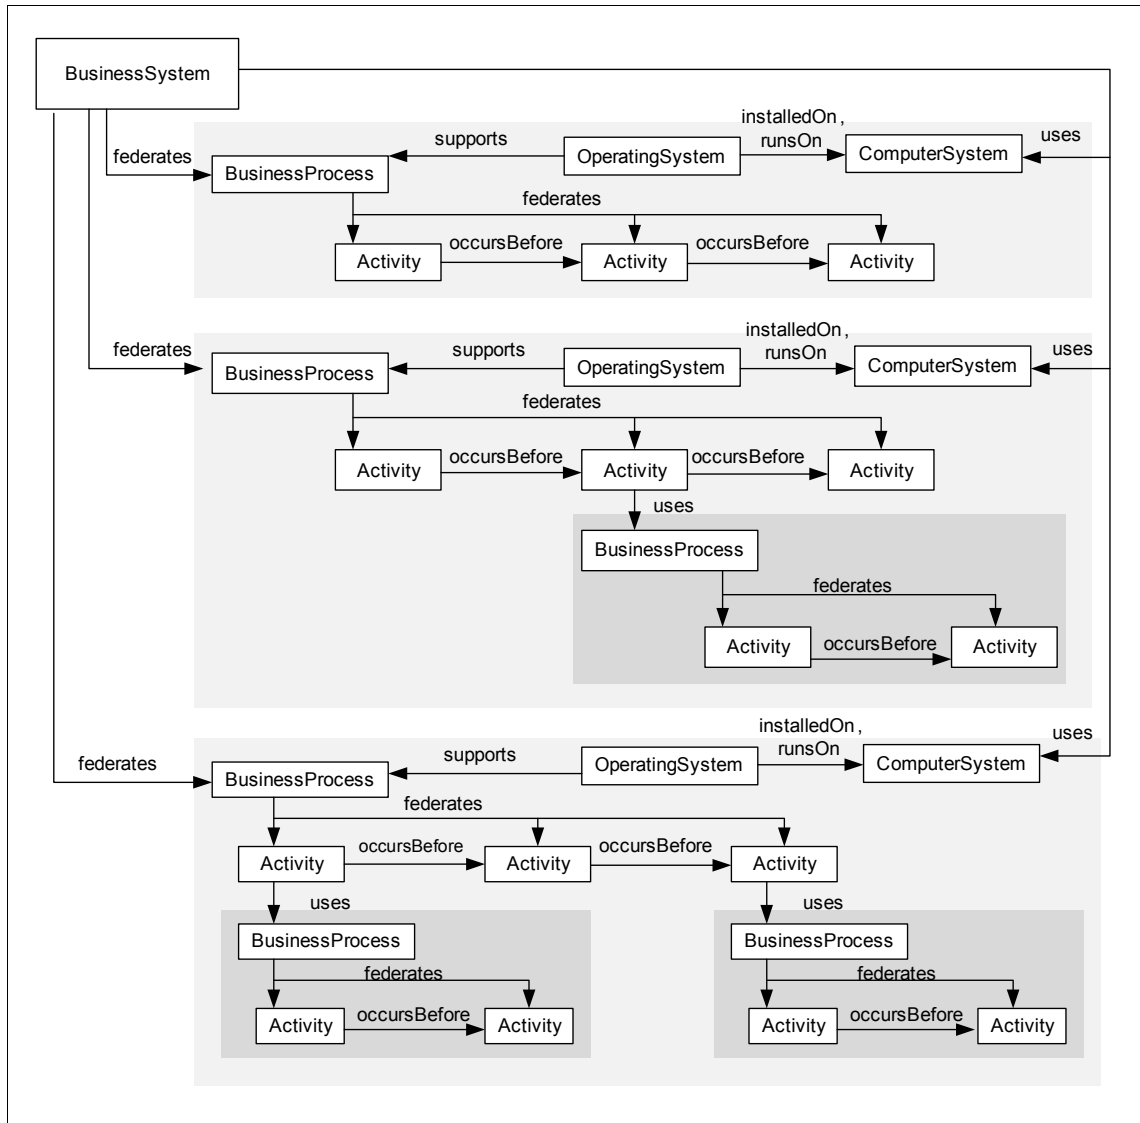 BusinessSystem
installedOn,
supports
runsOn
uses
federates
BusinessProcess
OperatingSystem
ComputerSystem
federates
occursBefore
occursBefore
Activity
Activity
Activity
installedOn,
federates
supports
runsOn
uses
BusinessProcess
OperatingSystem
ComputerSystem
federates
occursBefore
occursBefore
Activity
Activity
Activity
uses
BusinessProcess
federates
Activity
occursBefore
Activity
installedOn,
supports
runsOn
uses
federates
BusinessProcess
OperatingSystem
ComputerSystem
federates
occursBefore
occursBefore
Activity
Activity
Activity
uses
uses
BusinessProcess
BusinessProcess
federates
federates
Activity
occursBefore
Activity
Activity
occursBefore
Activity